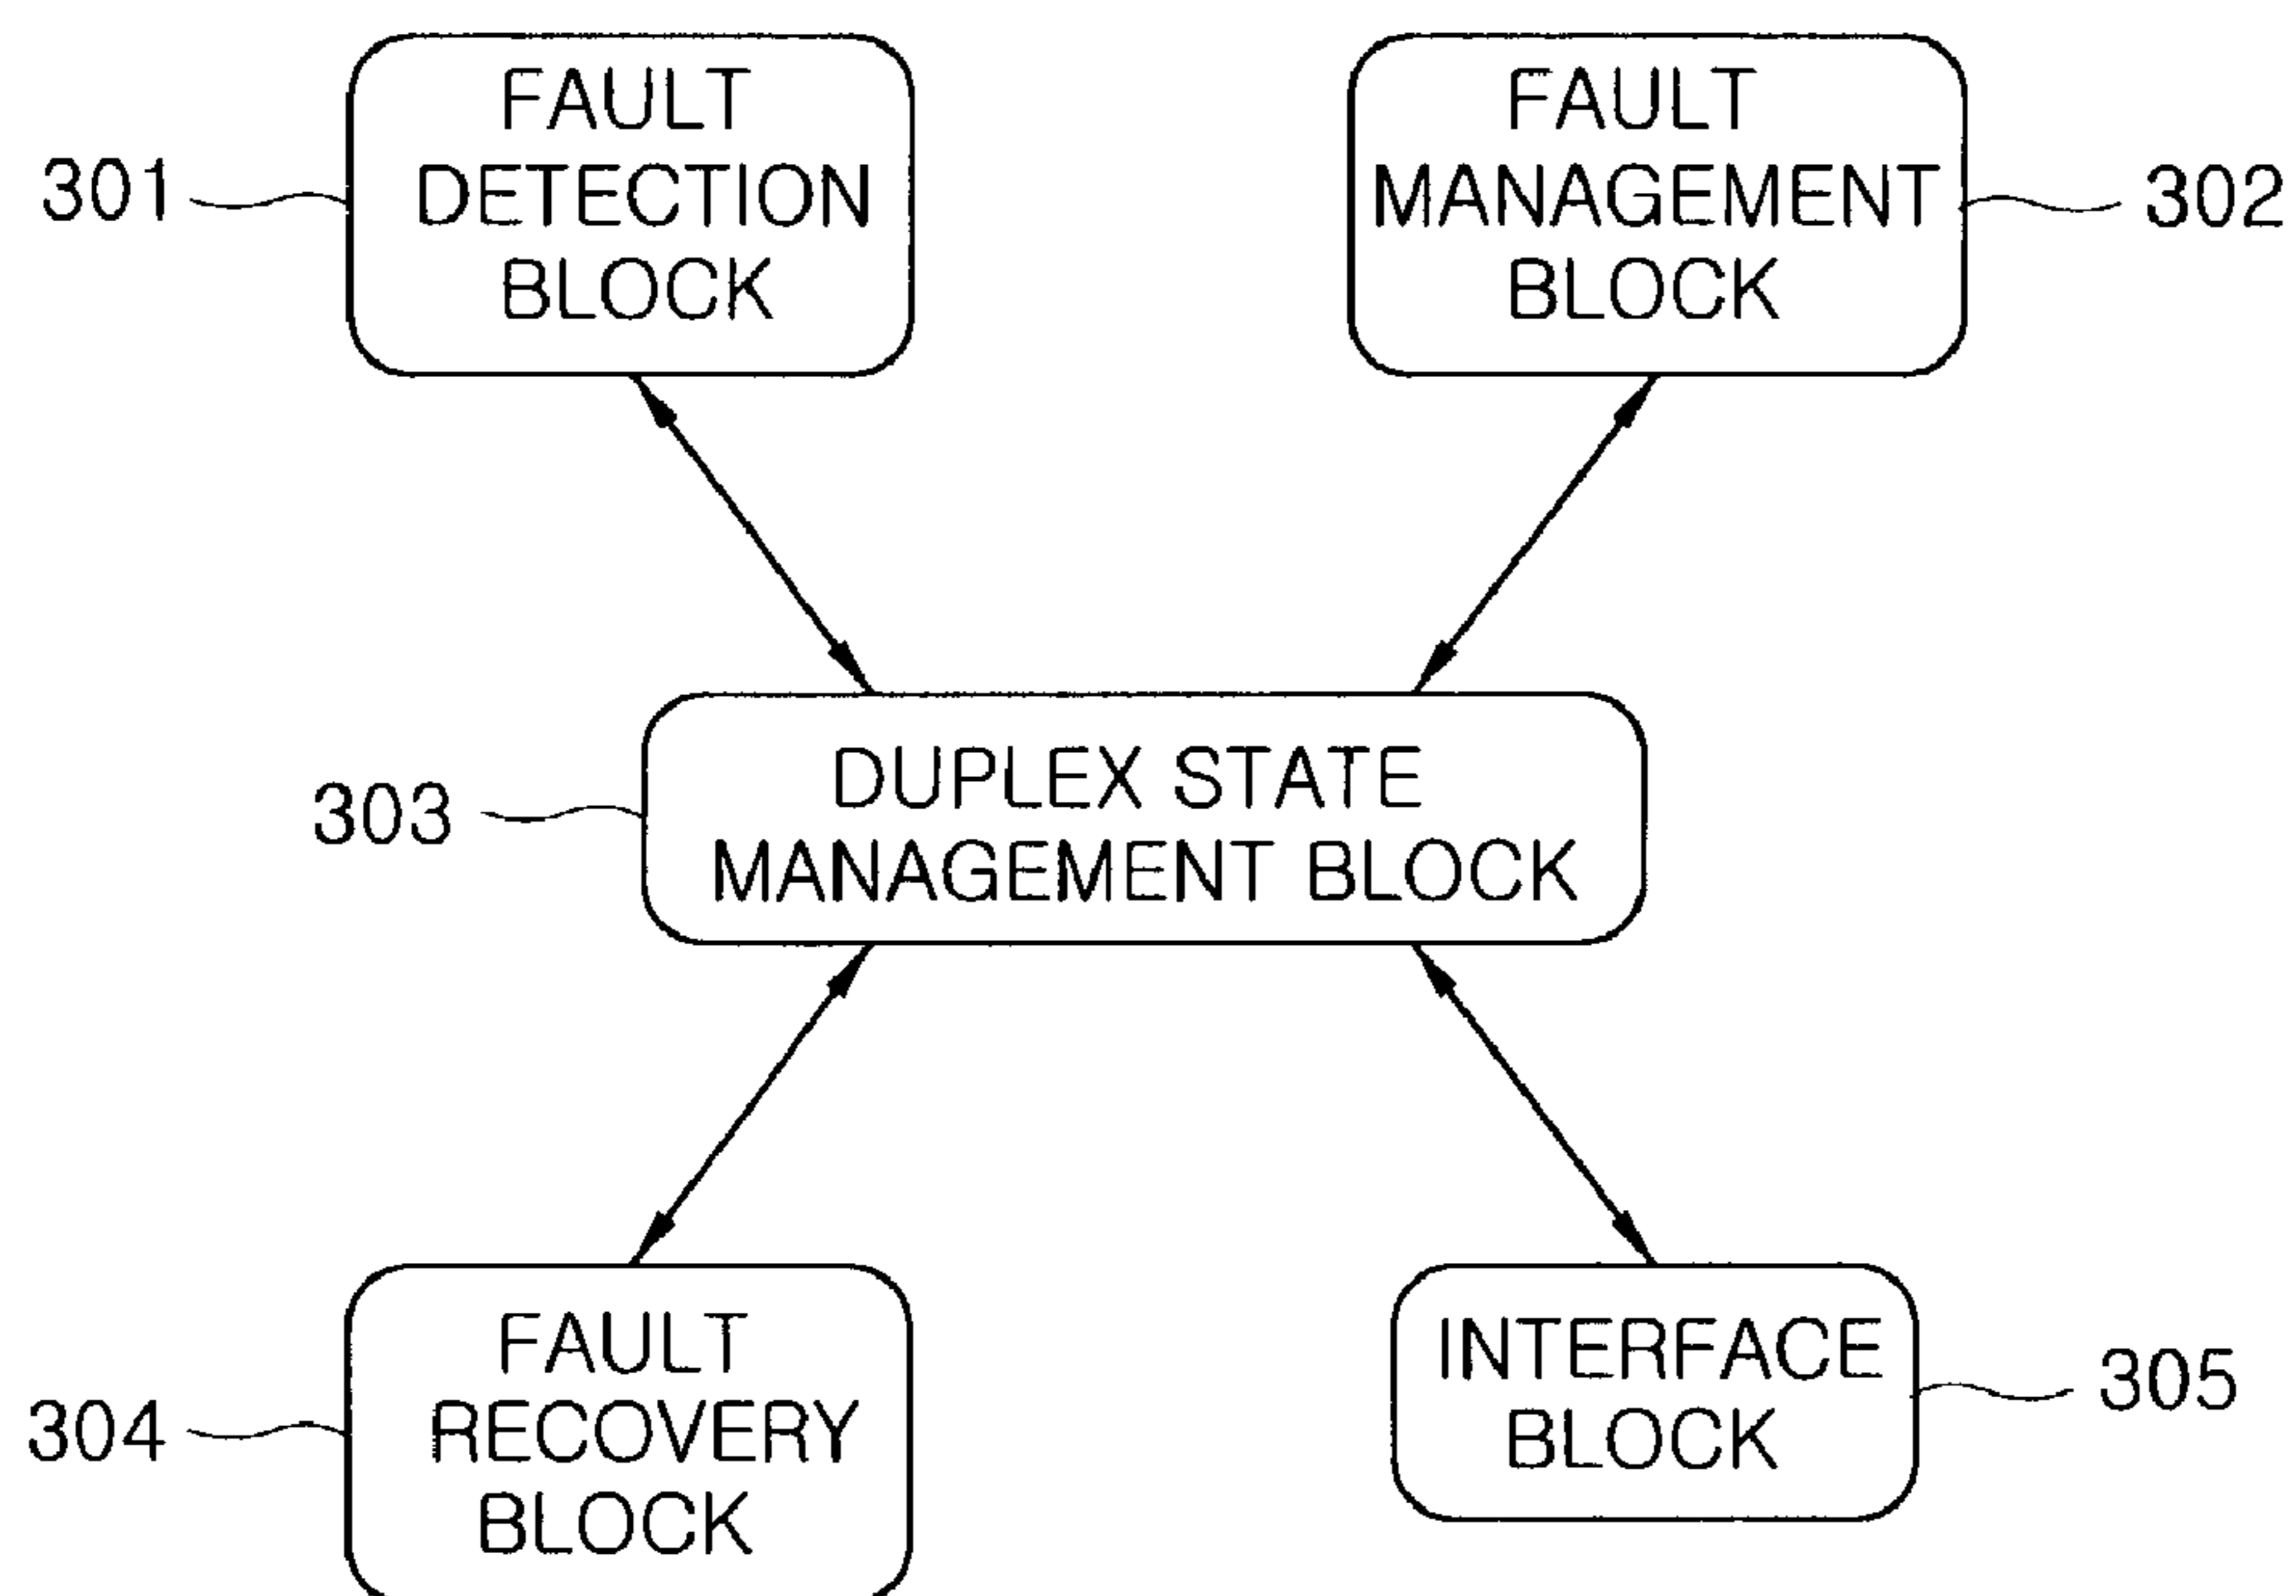 FAULT
DETECTION
BLOCK
301
FAULT
MANAGEMENT
BLOCK
302
DUPLEX STATE
MANAGEMENT BLOCK
303
FAULT
RECOVERY
BLOCK
304
INTERFACE
BLOCK
305